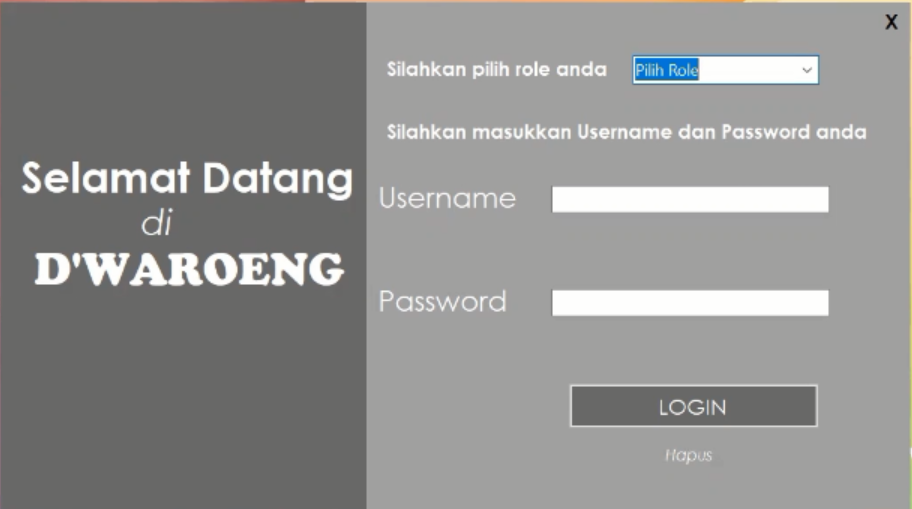 X
Silahkan pilih role anda Pilih Role
Silahkan masukkan Username dan Password anda
Selamat Datang
di
D'WAROENG
Username
Password
LOGIN
Hapus